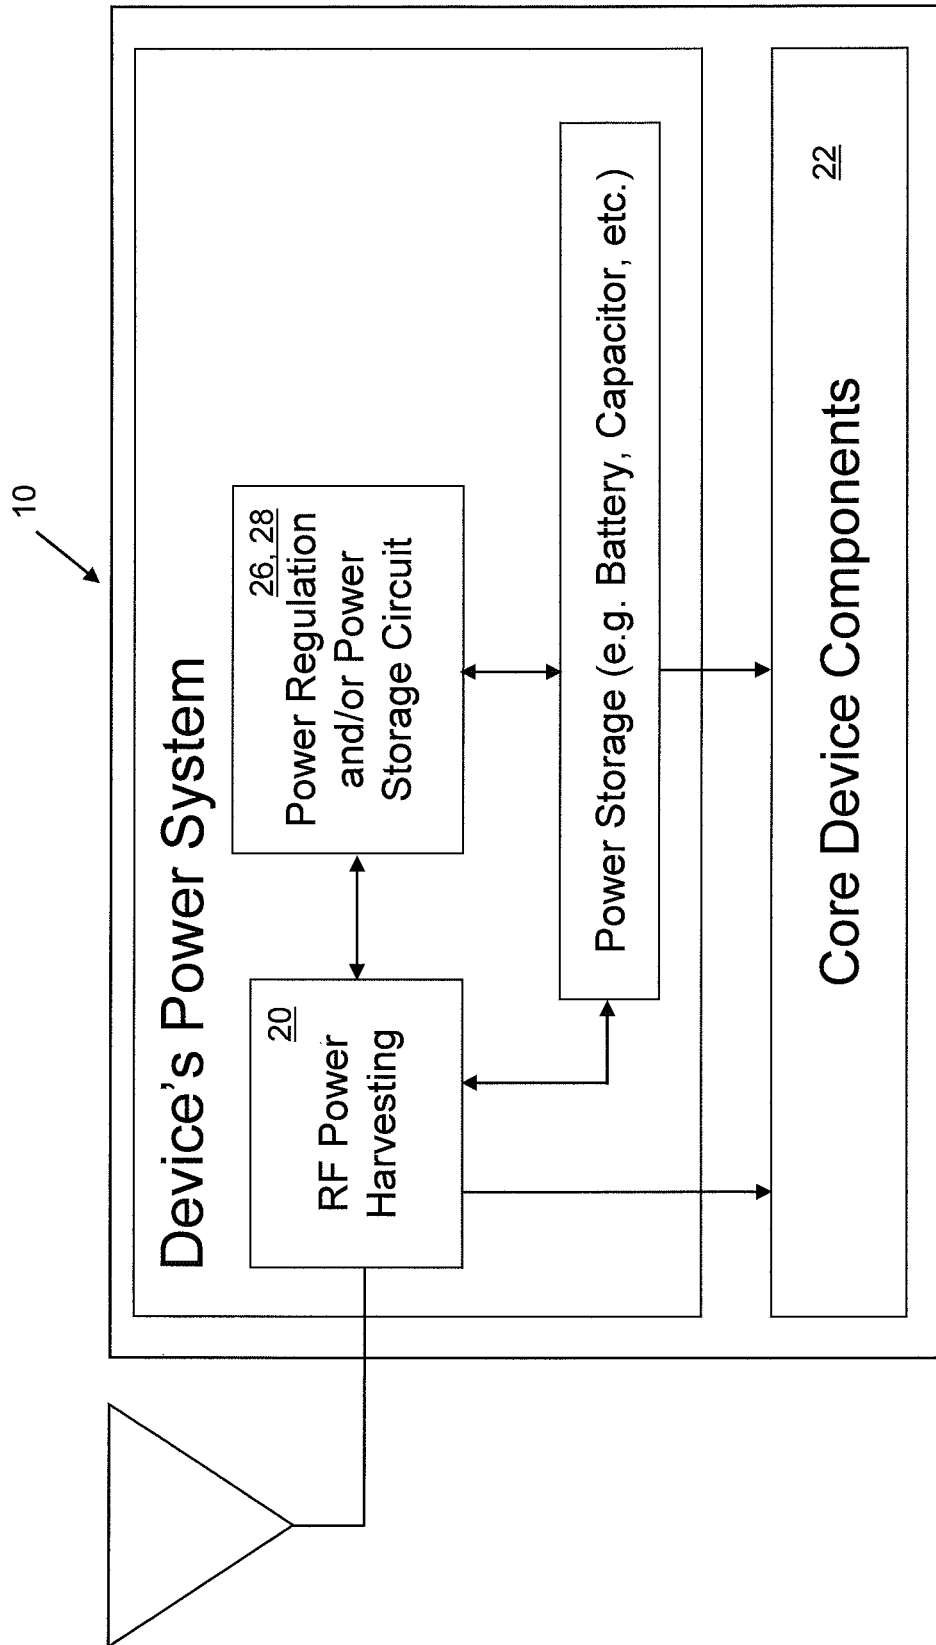 10
Device's Power System
20
RF Power
Harvesting
26, 28
Power Regulation
and/or Power
Storage Circuit
Power Storage (e.g. Battery, Capacitor, etc.)
22
Core Device Components